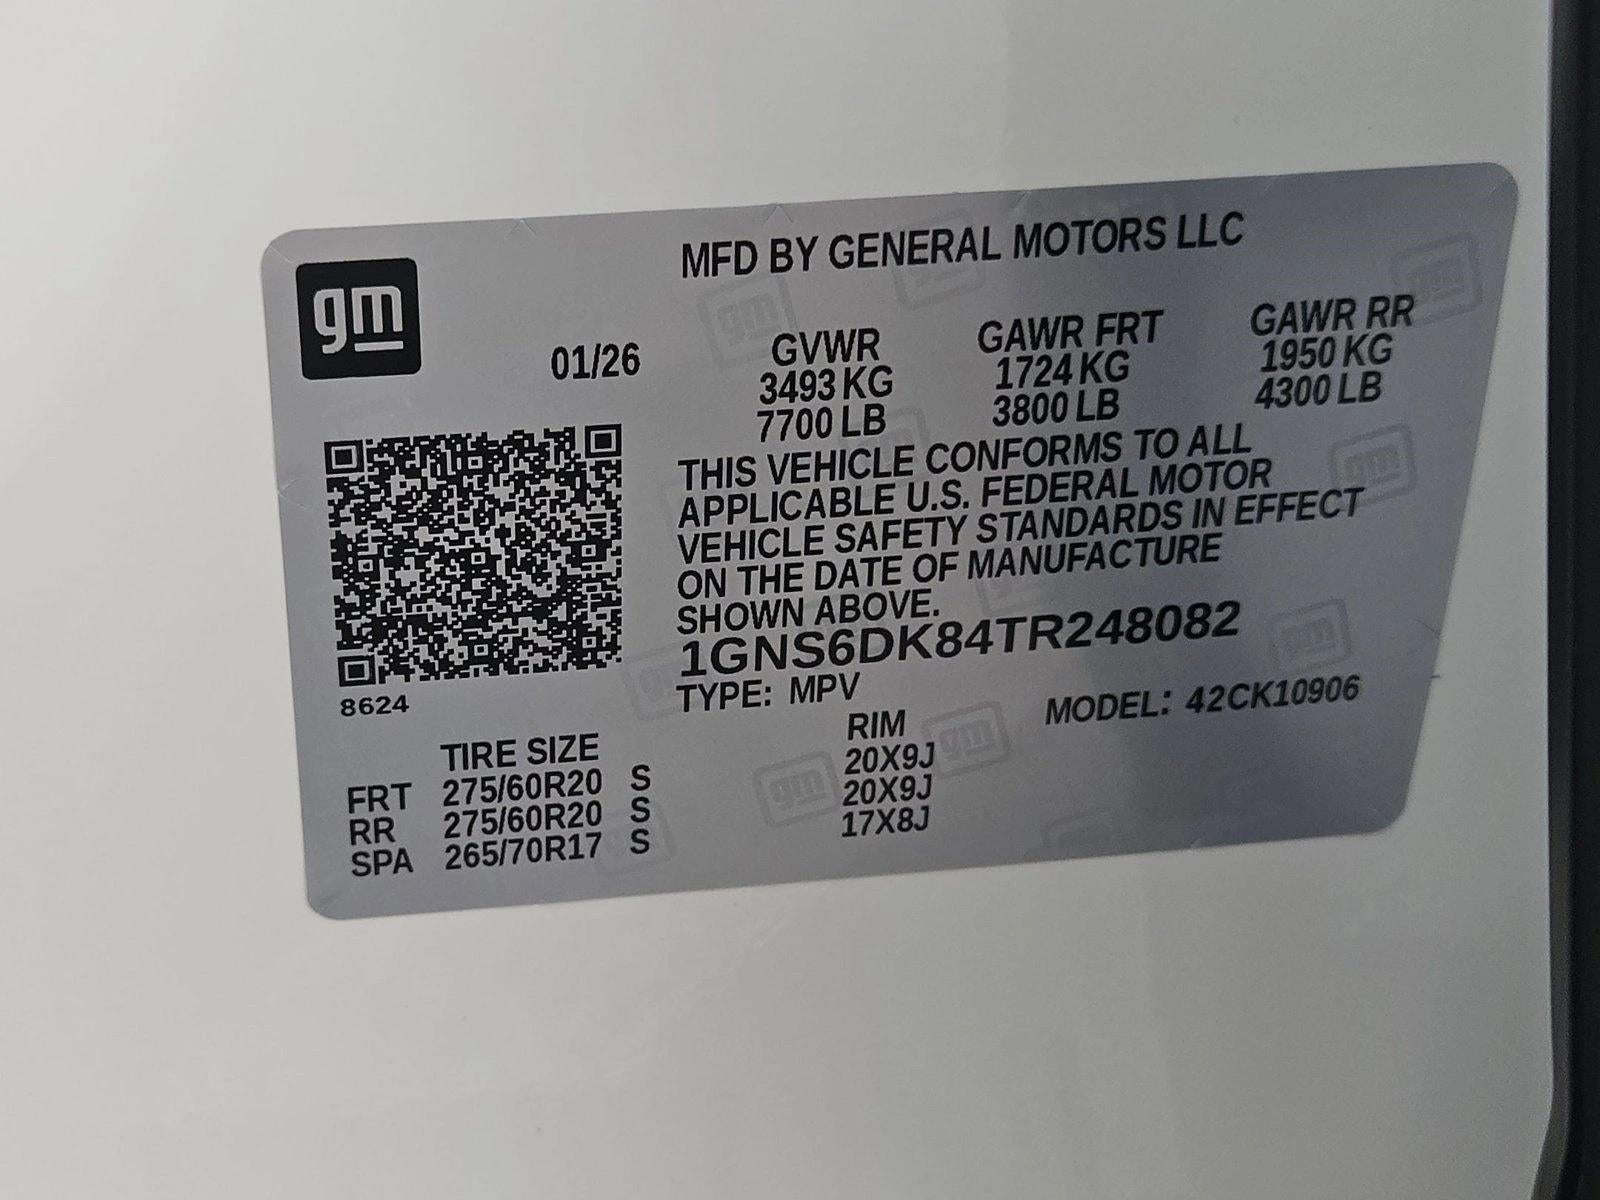 gm
MFD BY GENERAL MOTORS LLC
01/26
GVWR GAWR FRT GAWR RR
3493 KG 1724 KG 1950 KG
7700 LB 3800 LB 4300 LB
THIS VEHICLE CONFORMS TO ALL
APPLICABLE U.S. FEDERAL MOTOR
VEHICLE SAFETY STANDARDS IN EFFECT
ON THE DATE OF MANUFACTURE
SHOWN ABOVE.
1GNS6DK84TR248082
TYPE: MPV MODEL: 42CK10906
8624
TIRE SIZE RIM
FRT 275/60R20 S 20X9J
RR 275/60R20 S 20X9J
SPA 265/70R17 S 17X8J